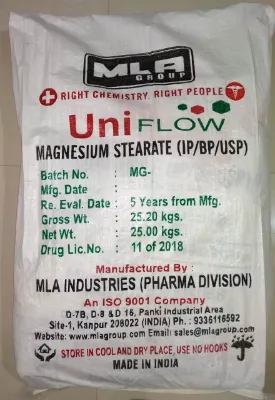 MLA
GROUP
RIGHT CHEMISTRY. RIGHT PEOPLE
Uni FLOW
MAGNESIUM STEARATE (IP/BP/USP)
Batch No. : MG-
Mfg. Date :
Re. Eval. Date : 5 Years from Mfg.
Gross Wt. : 25.20 kgs.
Net Wt. : 25.00 kgs.
Drug Lic.No. : 11 of 2018
Manufactured By :
MLA INDUSTRIES (PHARMA DIVISION)
An ISO 9001 Company
D-7B, D-8 & D 16, Panki Industrial Area
Site-1, Kanpur 208022 (INDIA) Ph. : 9336116592
Website: www.mlagroup.com Email: sales@mlagroup.com
STORE IN COOL AND DRY PLACE, USE NO HOOKS
MADE IN INDIA